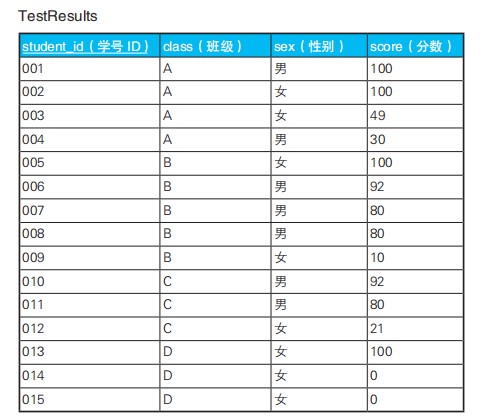 TestResults
student_id（学号 ID） class（班级） sex（性别） score（分数）
001 A 男 100
002 A 女 100
003 A 女 49
004 A 男 30
005 B 女 100
006 B 男 92
007 B 男 80
008 B 男 80
009 B 女 10
010 C 男 92
011 C 男 80
012 C 女 21
013 D 女 100
014 D 女 0
015 D 女 0